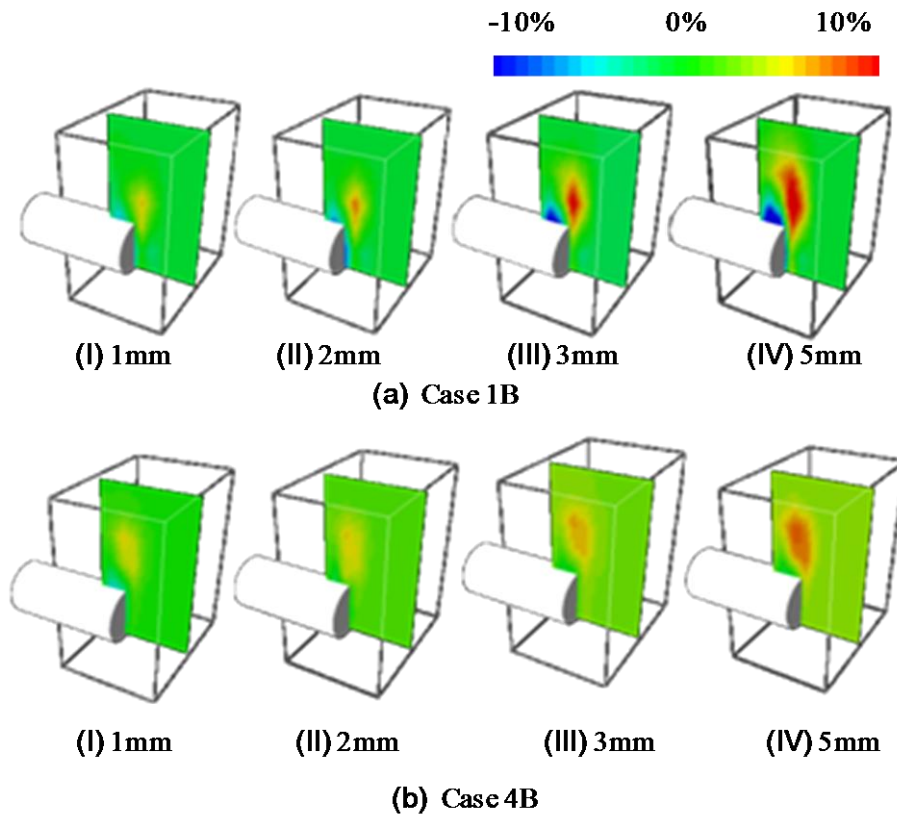 -10% 0% 10%
(I) 1mm (II) 2mm (III) 3mm (IV) 5mm
(a) Case 1B
(I) 1mm (II) 2mm (III) 3mm (IV) 5mm
(b) Case 4B